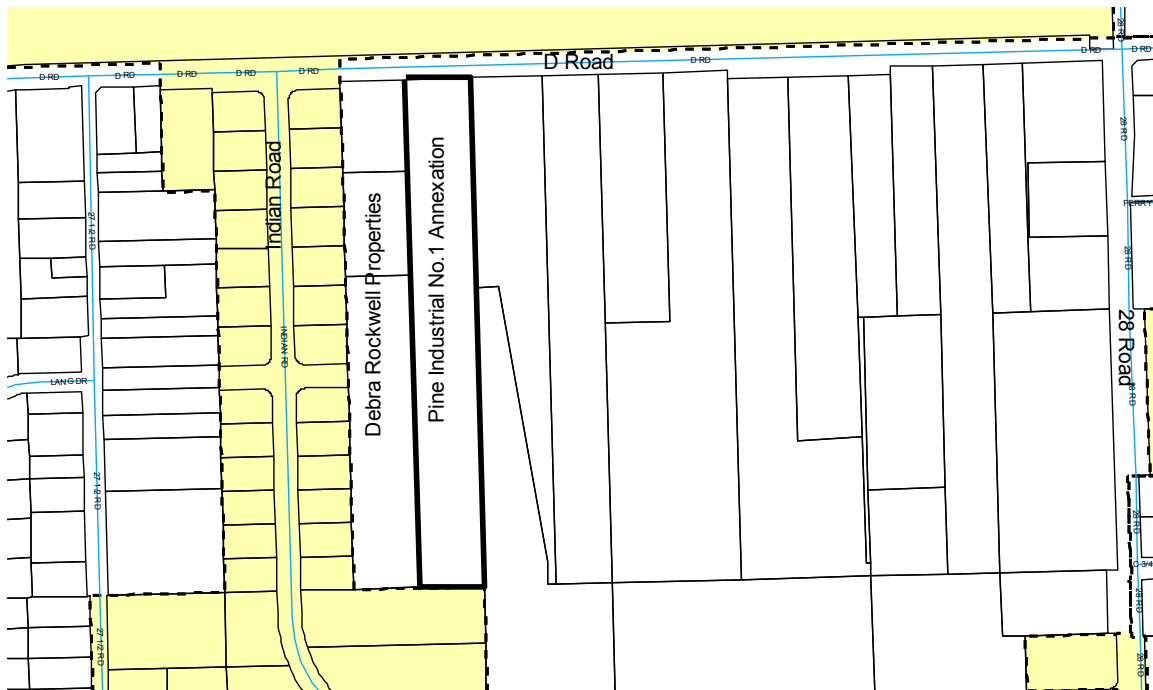 28 RD
D RD
D RD
D RD
D RD
D RD
D Road
D RD
D RD
D RD
28 RD
Indian Road
Pine Industrial No. 1 Annexation
Debra Rockwell Properties
PERRY
27 1/2 RD
28 RD
INDIAN RD
28 Road
LANG DR
28 RD
27 1/2 RD
28 RD
C 3/4
28 RD
27 1/2 RD
28 RD